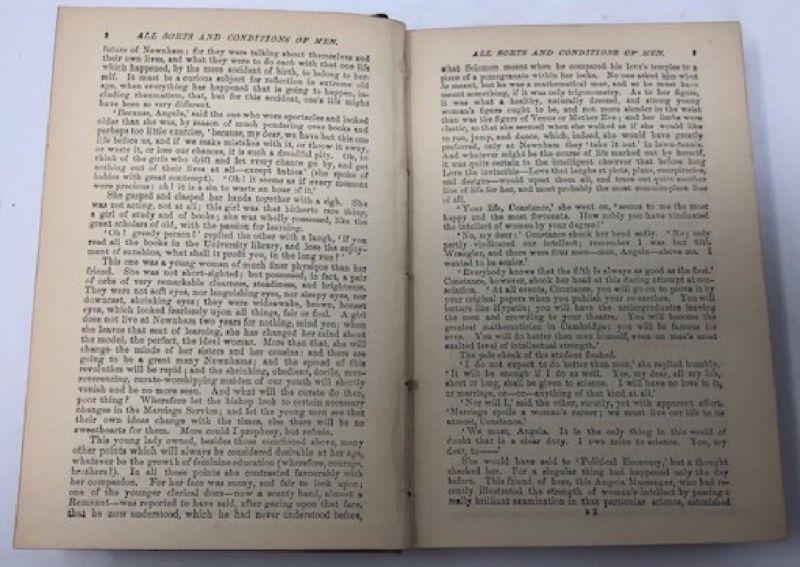 2 ALL SORTS AND CONDITIONS OF MEN.
future of Newnham; for they were talking about themselves and
their own lives, and what they were to do each with that one life
which happened, by the mere accident of birth, to belong to her-
self. It must be a curious subject for reflection in extreme old
age, when everything has happened that is going to happen, in-
cluding rheumatism, that, but for this accident, one's life might
have been so very different.
'Because, Angela,' said the one who wore spectacles and looked
older than she was, by reason of much pondering over books and
perhaps too little exercise, 'because, my dear, we have but this one
life before us, and if we make mistakes with it, or throw it away,
or waste it, or lose our chances, it is such a dreadful pity. Oh, to
think of the girls who drift and let every chance go by, and get
nothing out of their lives at all—except babies' (she spoke of
babies with great contempt). 'Oh! it seems as if every moment
were precious: oh! it is a sin to waste an hour of it.'
She gasped and clasped her hands together with a sigh. She
was not acting, not at all; this girl was that hitherto rare thing,
a girl of study and of books; she was wholly possessed, like the
great scholars of old, with the passion for learning.
'Oh! greedy person!' replied the other with a laugh, 'if you
read all the books in the University library, and lose the enjoy-
ment of sunshine, what shall it profit you, in the long run?'
This one was a young woman of much finer physique than her
friend. She was not short-sighted; but possessed, in fact, a pair
of orbs of very remarkable clearness, steadiness, and brightness.
They were not soft eyes, nor languishing eyes, nor sleepy eyes, nor
downcast, shrinking eyes; they were wideawake, brown, honest
eyes, which looked fearlessly upon all things, fair or foul. A girl
does not live at Newnham two years for nothing, mind you; when
she leaves that seat of learning, she has changed her mind about
the model, the perfect, the ideal woman. More than that, she will
change the minds of her sisters and her cousins: and there are
going to be a great many Newnhams; and the spread of this
revolution will be rapid; and the shrinking, obedient, docile, man-
reverencing, curate-worshipping maiden of our youth will shortly
vanish and be no more seen. And what will the curate do then,
poor thing? Wherefore let the bishop look to certain necessary
changes in the Marriage Service; and let the young men see that
their own ideas change with the times, else there will be no
sweethearts for them. More could I prophesy, but refrain.
This young lady owned, besides those mentioned above, many
other points which will always be considered desirable at her age,
whatever be the growth of feminine education (wherefore, courage,
brothers!). In all these points she contrasted favourably with
her companion. For her face was sunny, and fair to look upon;
one of the younger clerical dons—now a scanty band, almost a
Remnant—was reported to have said, after gazing upon that face,
that he now understood, which he had never understood before,
ALL SORTS AND CONDITIONS OF MEN. 3
what Solomon meant when he compared his love's temples to a
piece of a pomegranate within her locks. No one asked him what
he meant, but he was a mathematical man, and so he must have
meant something, if it was only trigonometry. As to her figure,
it was what a healthy, naturally dressed, and strong young
woman's figure ought to be, and not more slender in the waist
than was the figure of Venus or Mother Eve; and her limbs were
elastic, so that she seemed when she walked as if she would like
to run, jump, and dance, which, indeed, she would have greatly
preferred, only at Newnham they 'take it out' in lawn-tennis.
And whatever might be the course of life marked out by herself,
it was quite certain to the intelligent observer that before long
Love the invincible—Love that laughs at plots, plans, conspiracies,
and designs—would upset them all, and trace out quite another
line of life for her, and most probably the most commonplace line
of all.
'Your life, Constance,' she went on, 'seems to me the most
happy and the most fortunate. How nobly you have vindicated
the intellect of women by your degree!'
'No, my dear:' Constance shook her head sadly. 'No; only
partly vindicated our intellect; remember I was but fifth
Wrangler, and there were four men—men, Angela—above me. I
wanted to be senior.'
'Everybody knows that the fifth is always as good as the first.'
Constance, however, shook her head at this daring attempt at con-
solation. 'At all events, Constance, you will go on to prove it by
your original papers when you publish your researches. You will
lecture like Hypatia; you will have the undergraduates leaving
the men and crowding to your theatre. You will become the
greatest mathematician in Cambridge; you will be famous for
ever. You will do better than man himself, even in man's most
exalted level of intellectual strength.'
The pale cheek of the student flushed.
'I do not expect to do better than men,' she replied humbly.
'It will be enough if I do as well. Yes, my dear, all my life,
short or long, shall be given to science. I will have no love in it,
or marriage, or—or—anything of that kind at all.'
'Nor will I,' said the other, stoutly, yet with apparent effort.
'Marriage spoils a woman's career; we must live our life to its
utmost, Constance.'
'We must, Angela. It is the only thing in this world of
doubt that is a clear duty. I owe mine to science. You, my
dear, to——'
She would have said to 'Political Economy,' but a thought
checked her. For a singular thing had happened only the day
before. This friend of hers, this Angela Messenger, who had re-
cently illustrated the strength of woman's intellect by passing a
really brilliant examination in that particular science, astonished